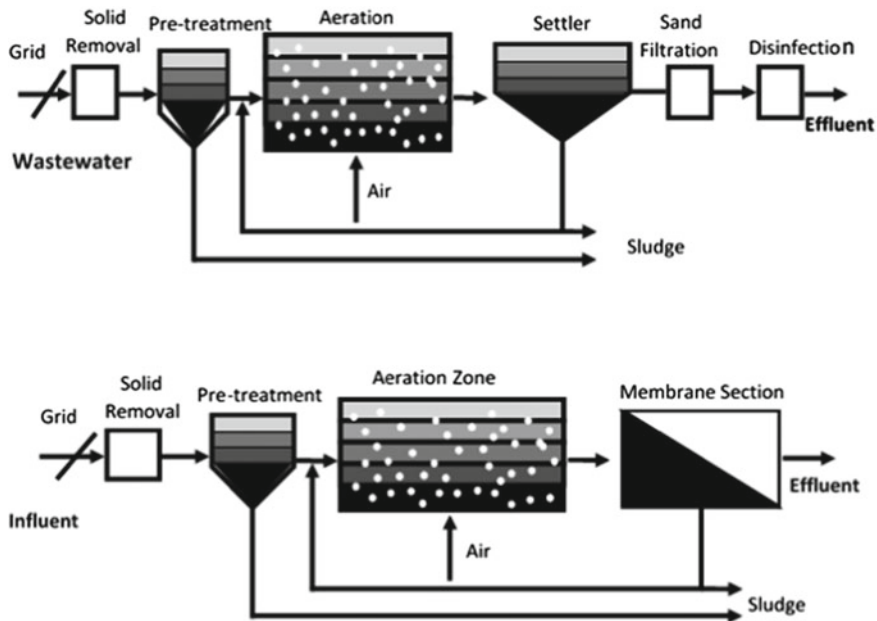 Grid
Solid
Removal
Pre-treatment
Aeration
Settler
Sand
Filtration
Disinfection
Wastewater
Air
Effluent
Sludge
Grid
Solid
Removal
Pre-treatment
Aeration Zone
Membrane Section
Influent
Air
Effluent
Sludge